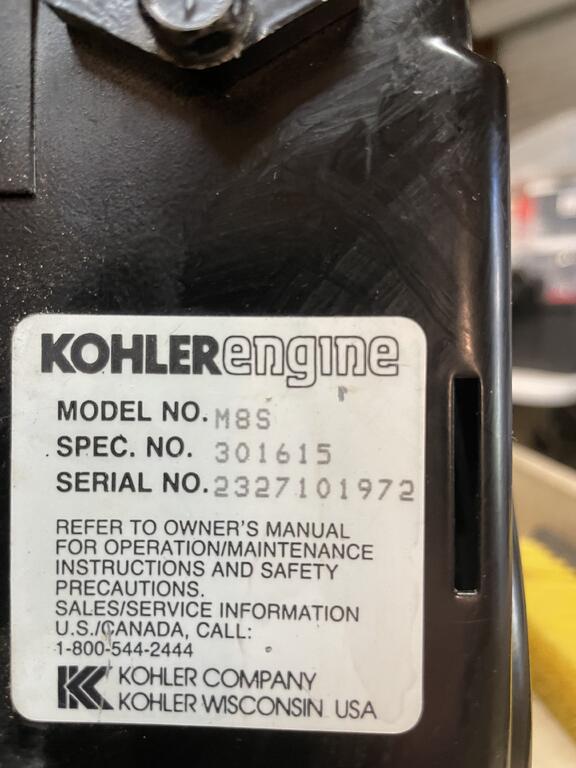 KOHLERengine
MODEL NO. M8S
SPEC. NO. 301615
SERIAL NO. 2327101972
REFER TO OWNER'S MANUAL
FOR OPERATION/MAINTENANCE
INSTRUCTIONS AND SAFETY
PRECAUTIONS.
SALES/SERVICE INFORMATION
U.S./CANADA, CALL:
1-800-544-2444
KOHLER COMPANY
KOHLER WISCONSIN USA